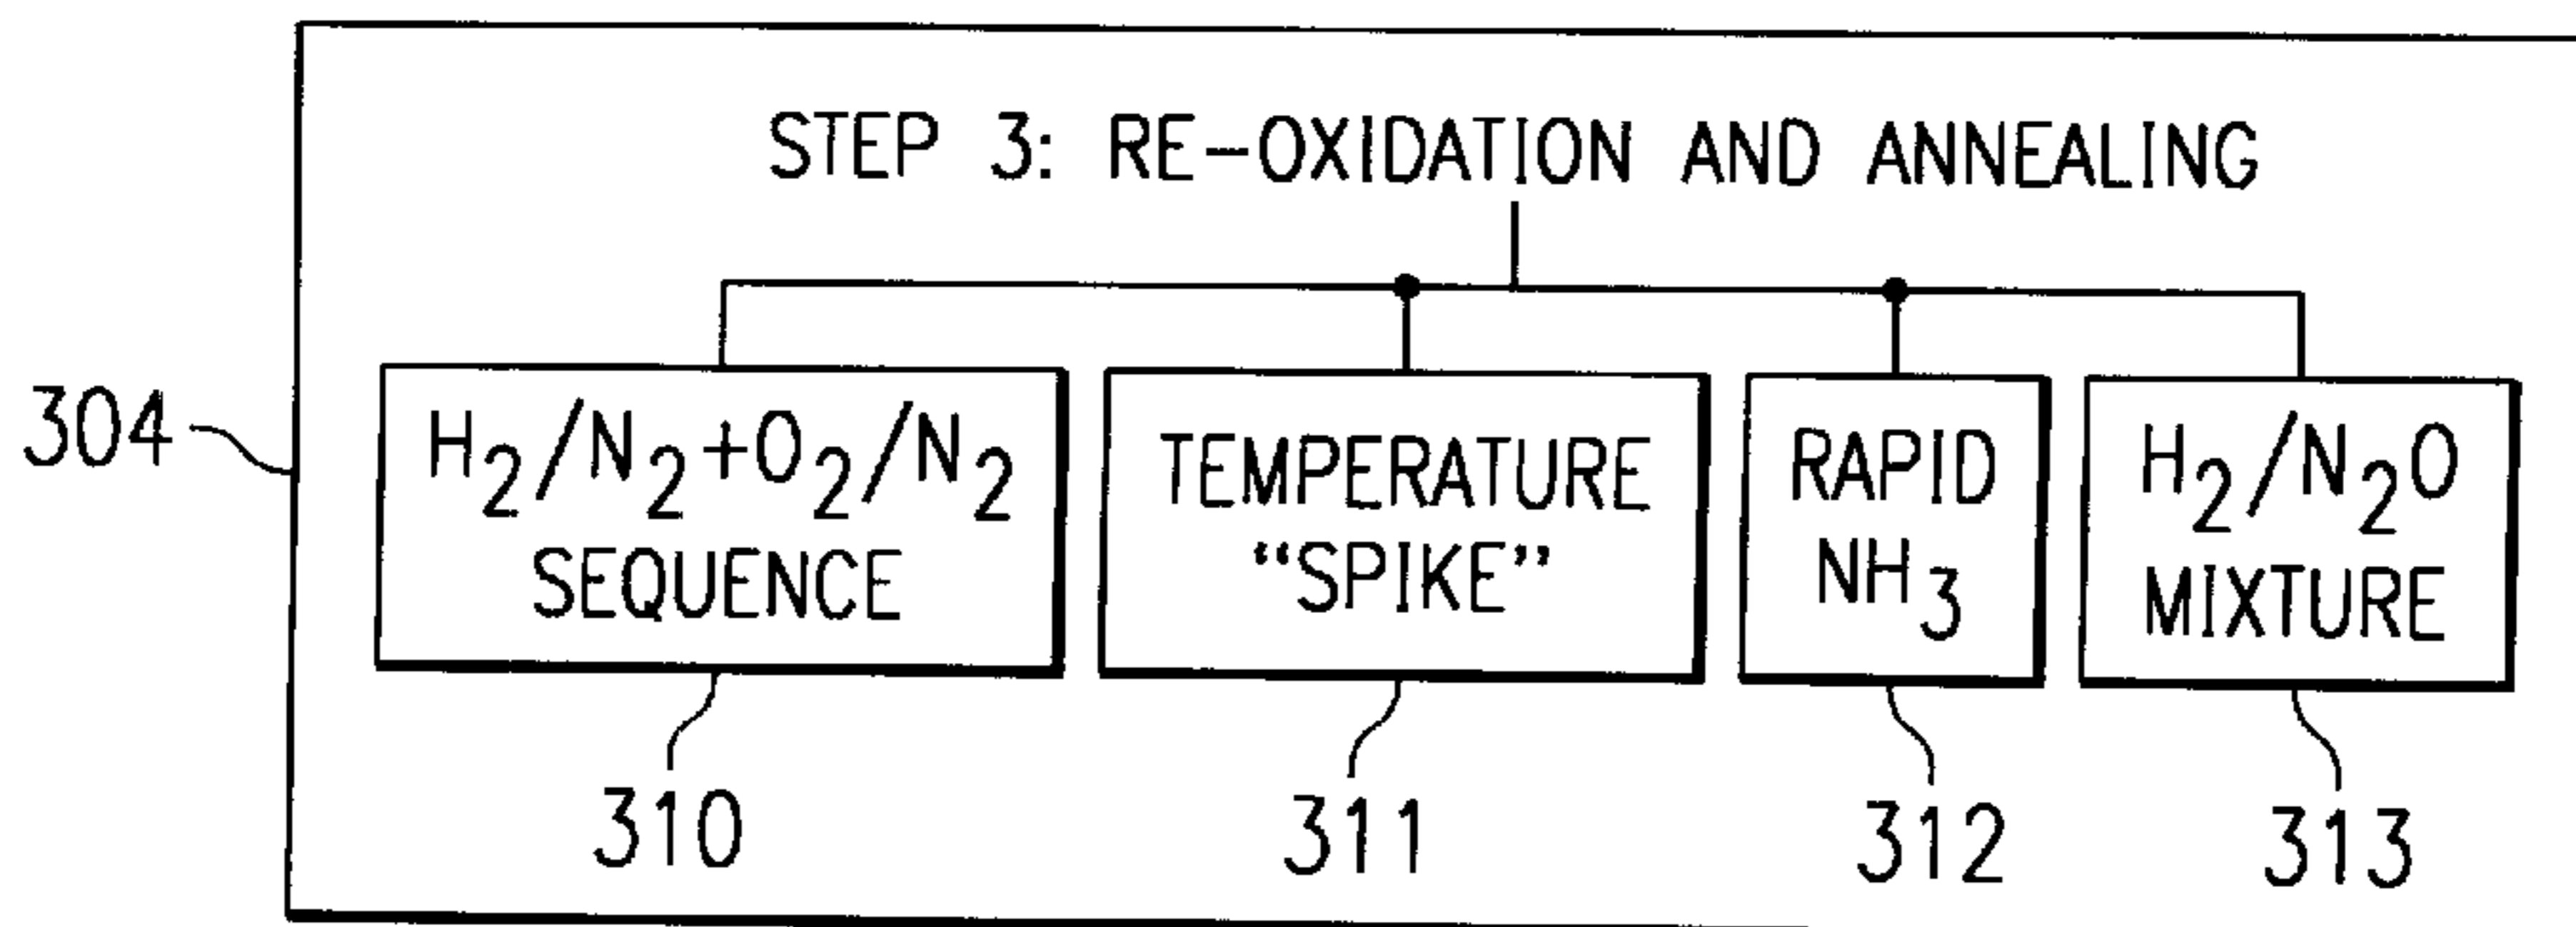 STEP 3: RE-OXIDATION AND ANNEALING
304
H₂/N₂+O₂/N₂
SEQUENCE
TEMPERATURE
“SPIKE”
RAPID
NH₃
H₂/N₂O
MIXTURE
310
311
312
313